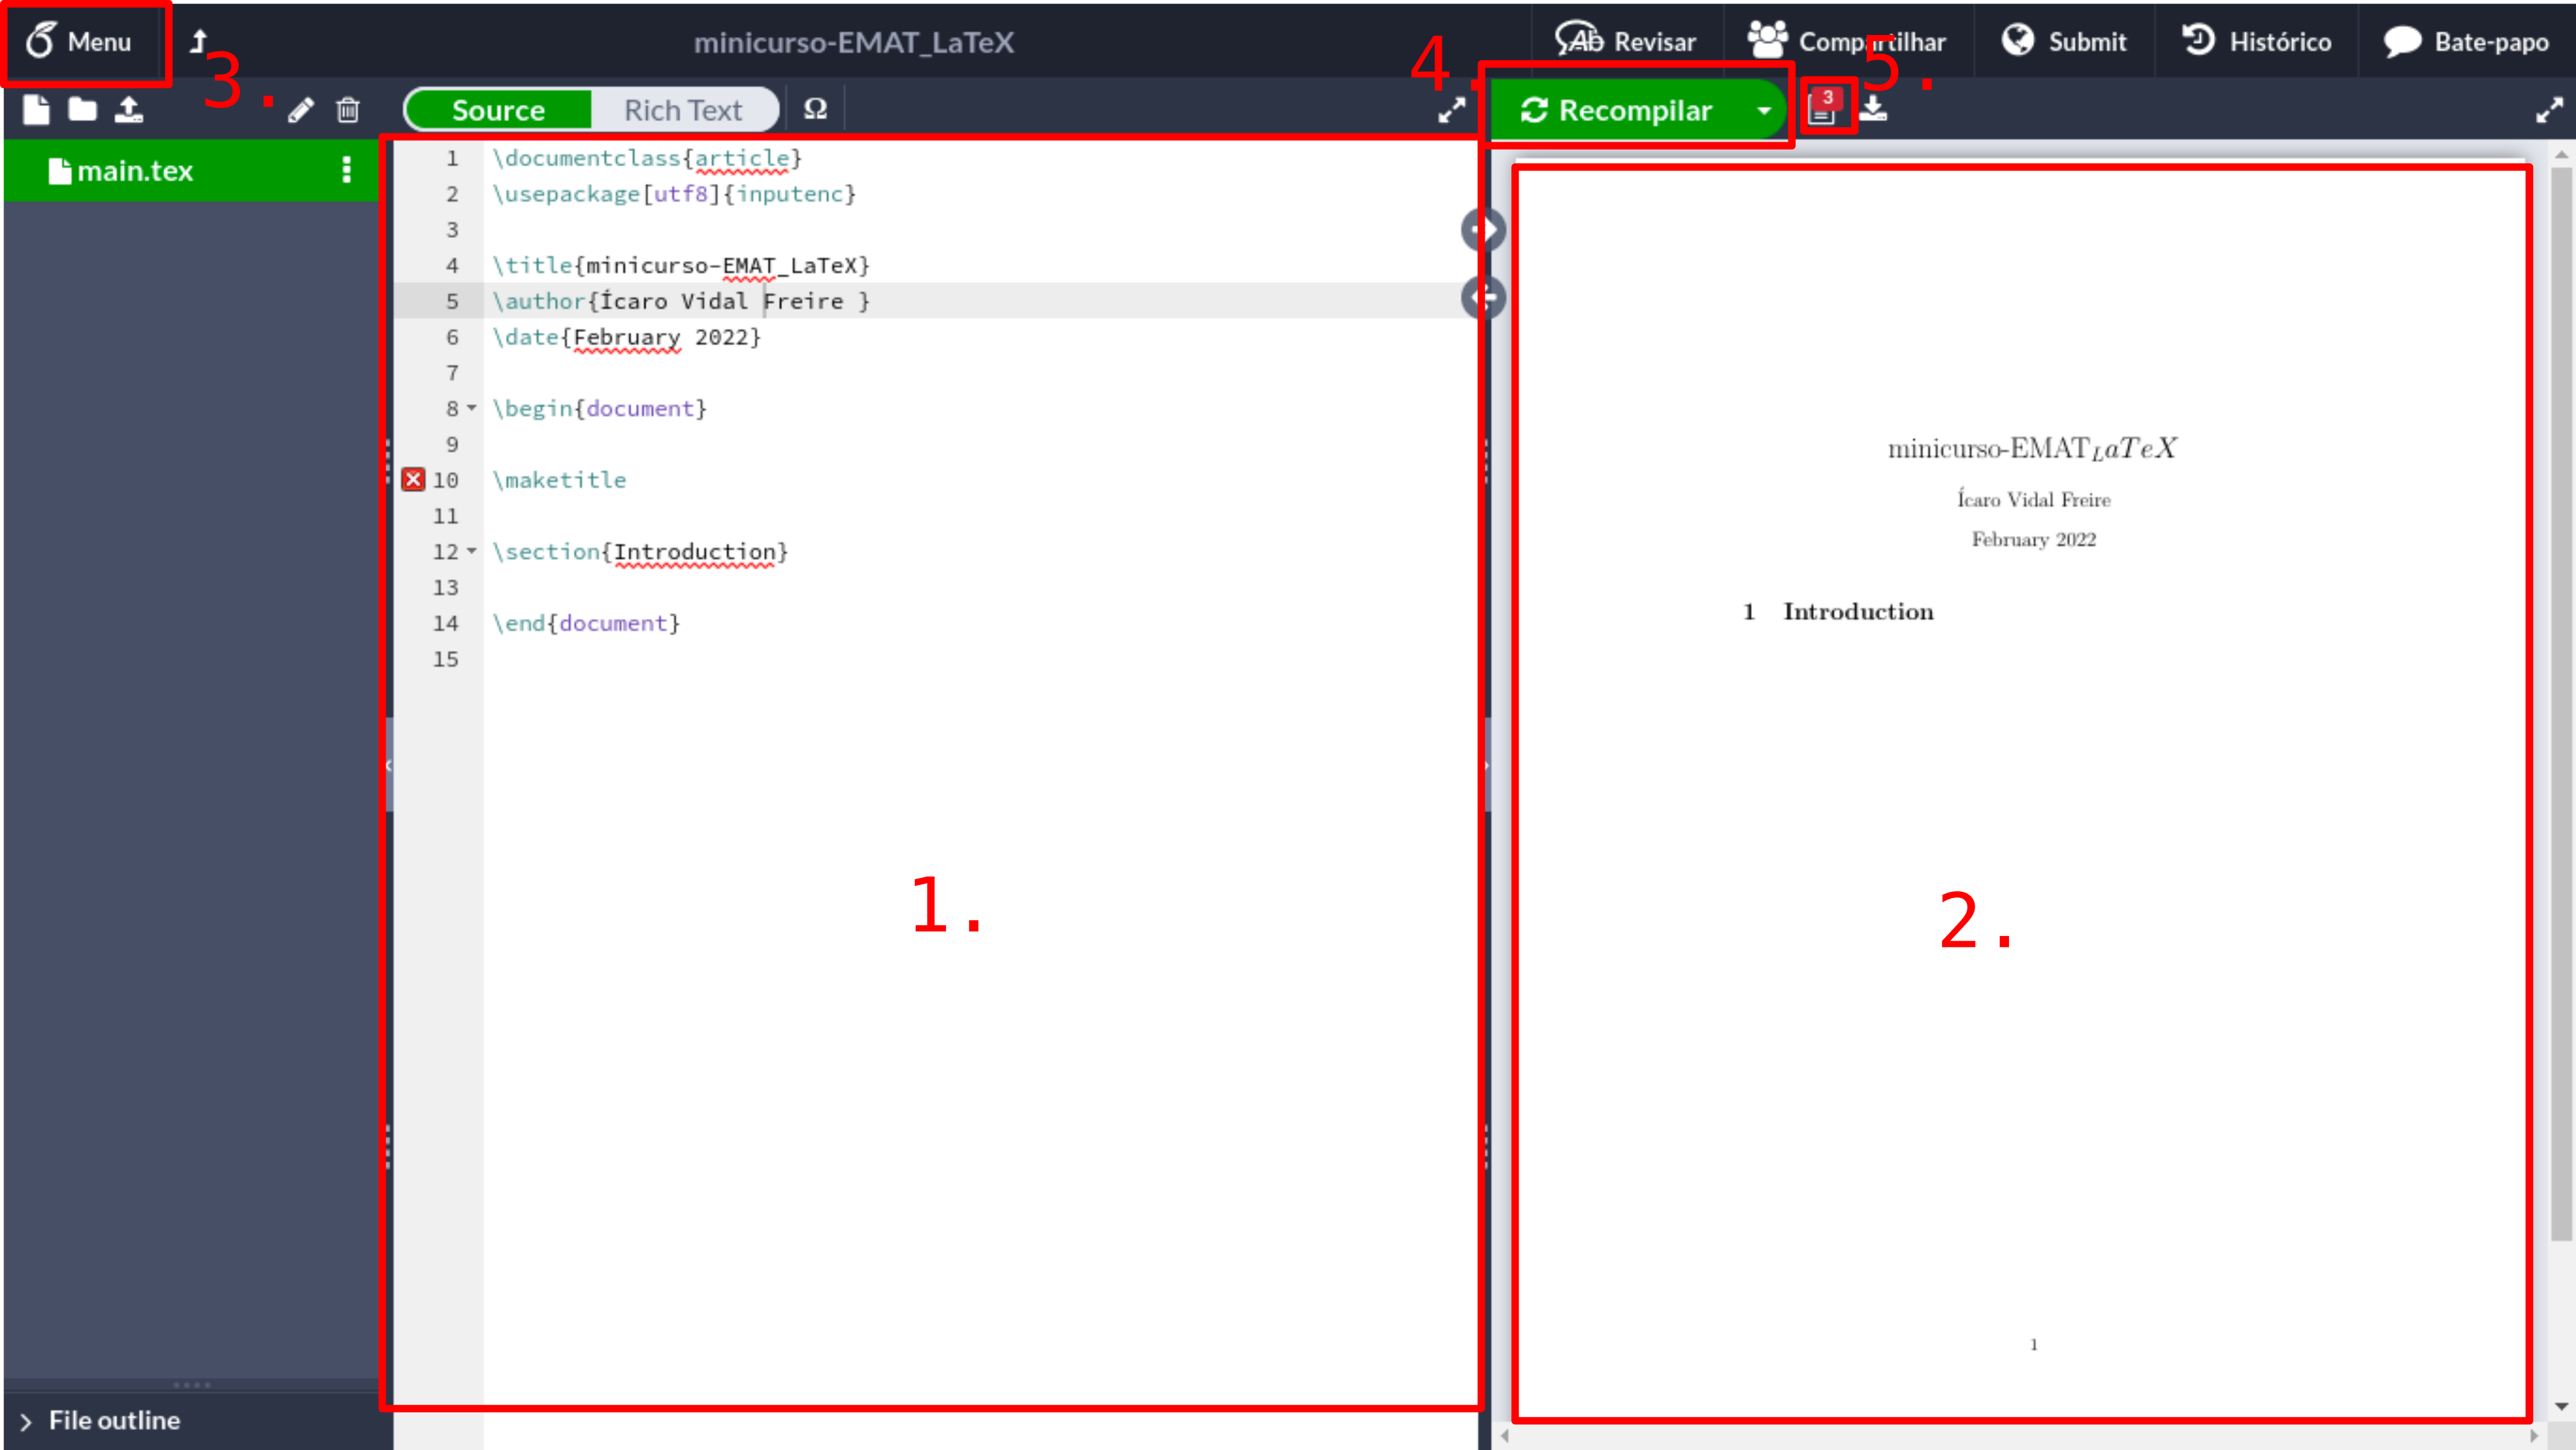 Menu
3.
minicurso-EMAT_LaTeX
Revisar
Compartilhar
Submit
Histórico
Bate-papo
Source
Rich Text
Ω
4.
Recompilar
3
5.
main.tex
File outline
1 \documentclass{article}
2 \usepackage[utf8]{inputenc}
3
4 \title{minicurso-EMAT_LaTeX}
5 \author{Ícaro Vidal Freire }
6 \date{February 2022}
7
8 \begin{document}
9
10 \maketitle
11
12 \section{Introduction}
13
14 \end{document}
15
1.
minicurso-EMAT_LaTeX
Ícaro Vidal Freire
February 2022
1 Introduction
2.
1